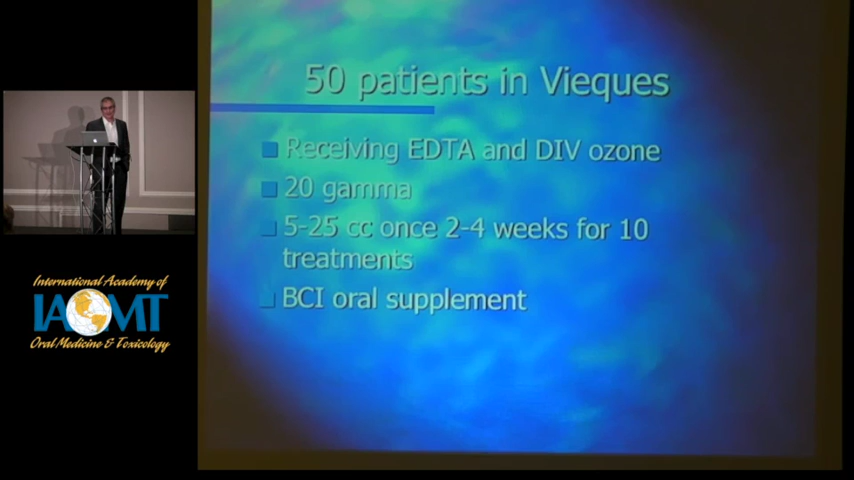 50 patients in Vieques
Receiving EDTA and DIV ozone
20 gamma
5-25 cc once 2-4 weeks for 10
treatments
BCI oral supplement
International Academy of
IAOMT
Oral Medicine & Toxicology